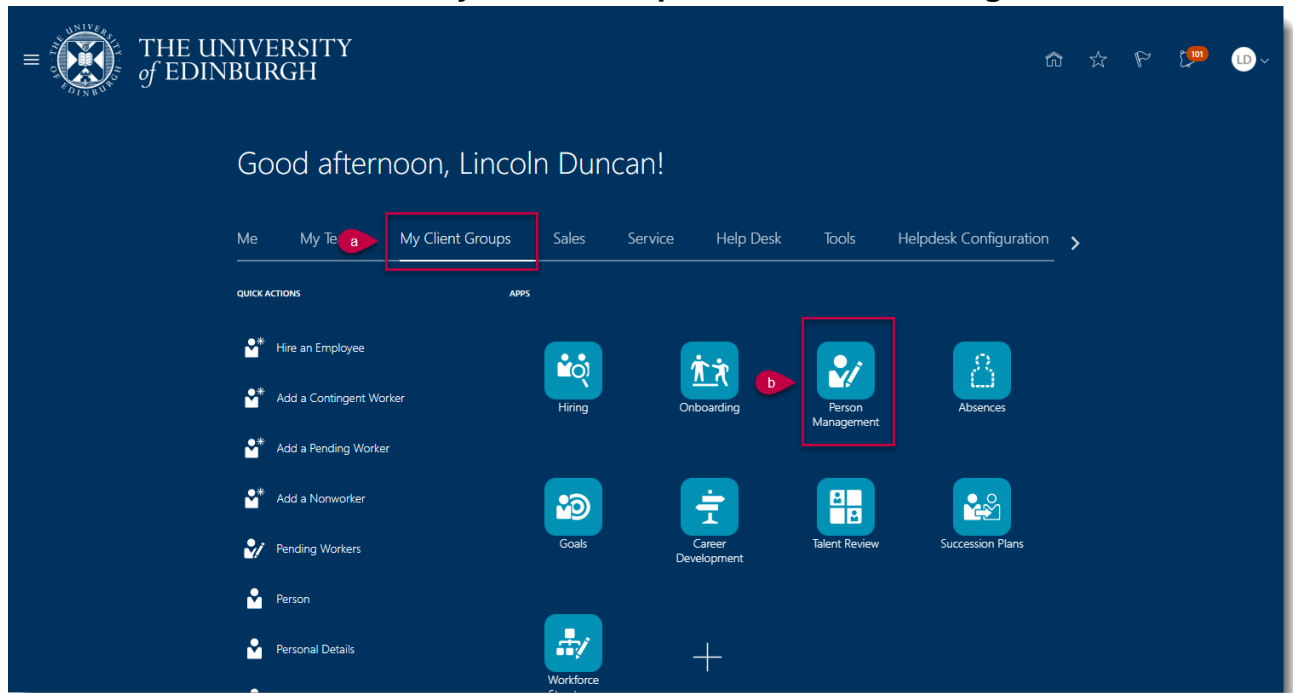 THE UNIVERSITY
of EDINBURGH
101
LD
Good afternoon, Lincoln Duncan!
Me
My Te
a
My Client Groups
Sales
Service
Help Desk
Tools
Helpdesk Configuration
QUICK ACTIONS
APPS
Hire an Employee
Add a Contingent Worker
Add a Pending Worker
Add a Nonworker
Pending Workers
Person
Personal Details
Hiring
Onboarding
b
Person
Management
Absences
Goals
Career
Development
Talent Review
Succession Plans
Workforce